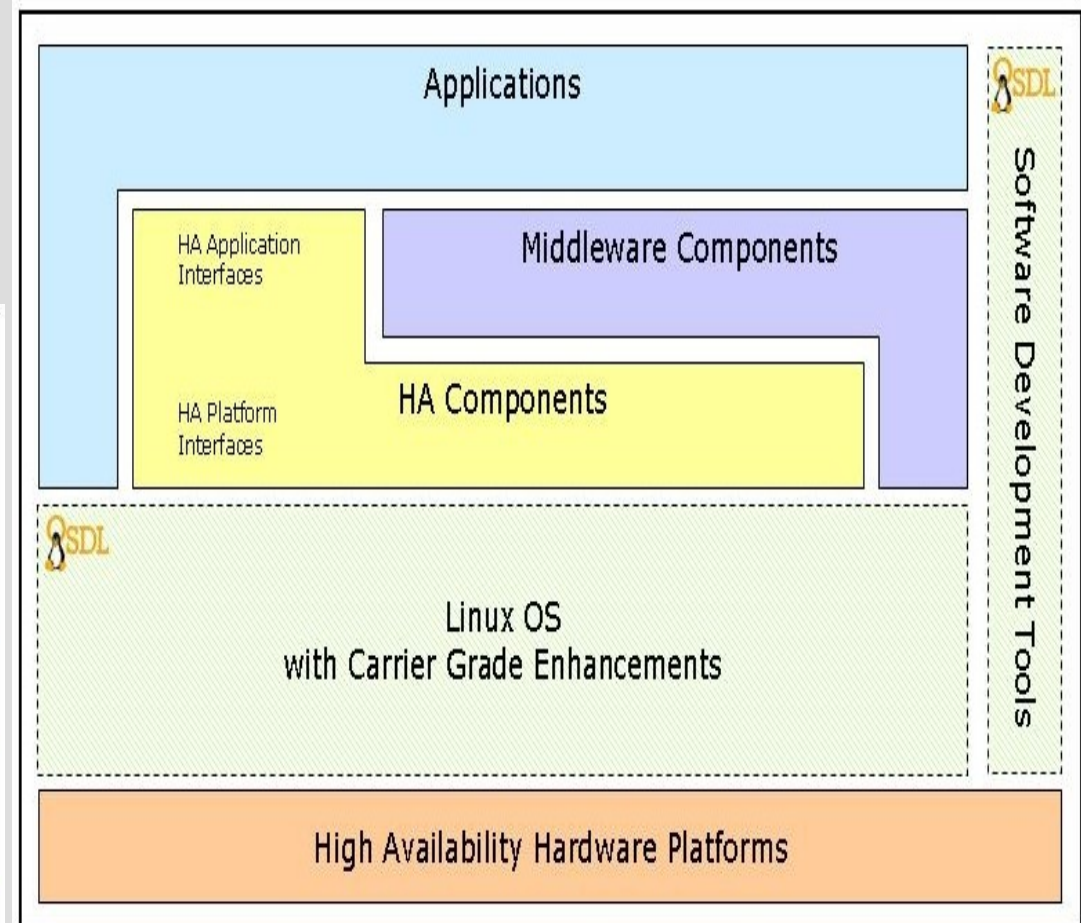 Applications
OSDL
Software Development Tools
HA Application
Interfaces
Middleware Components
HA Components
HA Platform
Interfaces
OSDL
Linux OS
with Carrier Grade Enhancements
High Availability Hardware Platforms